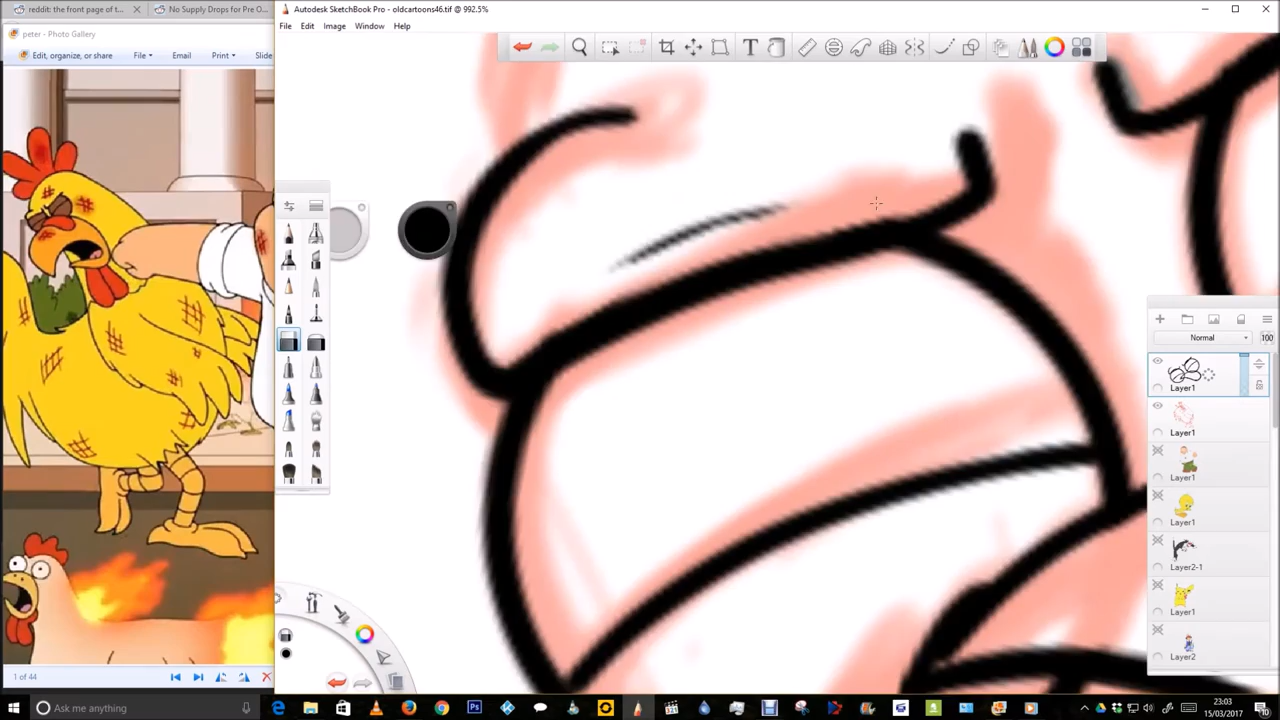 reddit: the front page of t
No Supply Drops for Pre O
Autodesk SketchBook Pro - oldcartoons46.tif @ 992.5%
File Edit Image Window Help
peter - Photo Gallery
Edit, organize, or share File Email Print Slide
Normal 100
Layer1
Layer1
Layer1
Layer1
Layer2-1
Layer1
Layer2
1 of 44
Ask me anything
23:03
15/03/2017